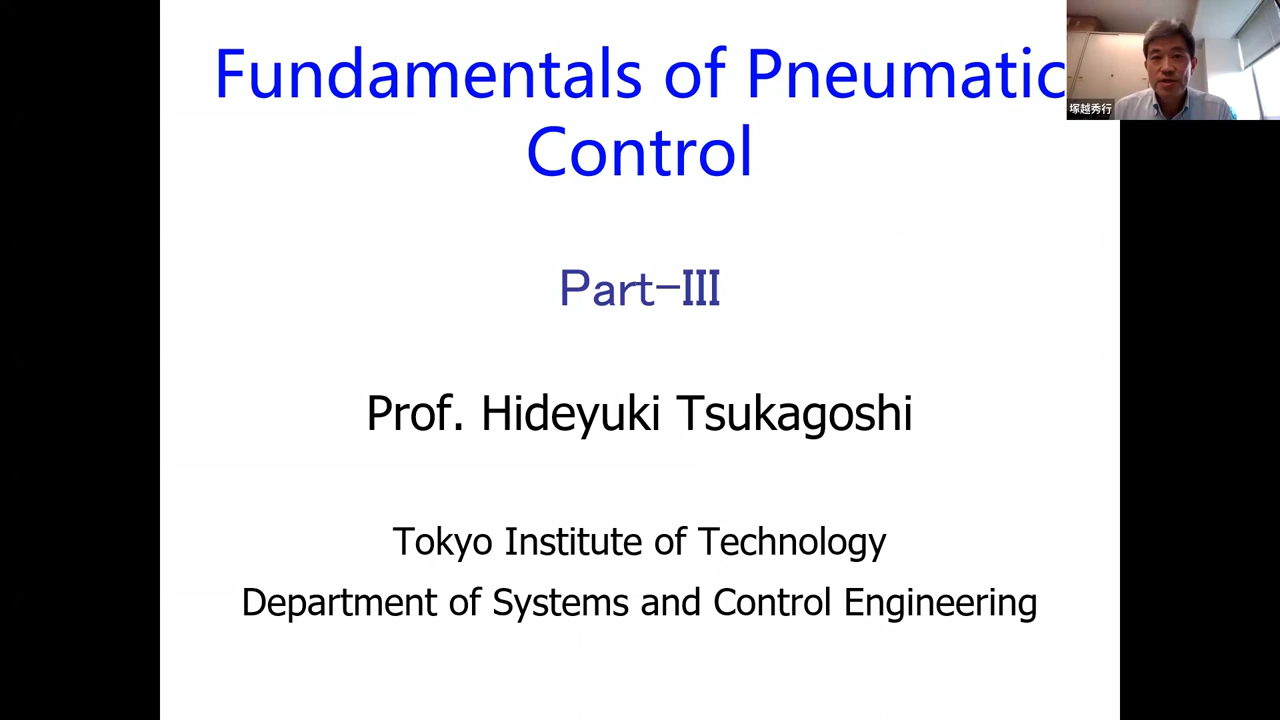 Fundamentals of Pneumatic
Control
塚越秀行
Part-III
Prof. Hideyuki Tsukagoshi
Tokyo Institute of Technology
Department of Systems and Control Engineering